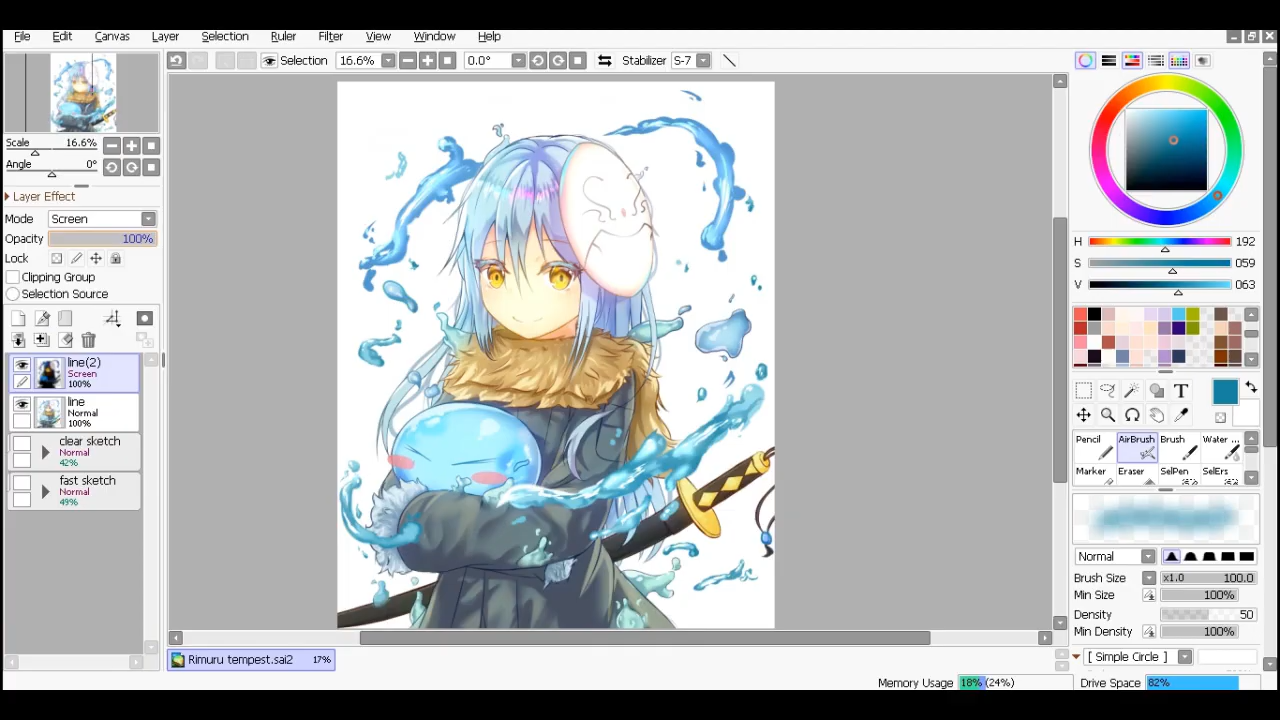 File Edit Canvas Layer Selection Ruler Filter View Window Help
Selection 16.6% 0.0° Stabilizer S-7
Scale 16.6%
Angle 0°
Layer Effect
Mode Screen
Opacity 100%
Lock
Clipping Group
Selection Source
line(2)
Screen
100%
line
Normal
100%
clear sketch
Normal
42%
fast sketch
Normal
49%
H 192
S 059
V 063
T
Pencil AirBrush Brush Water ...
Marker Eraser SelPen SelErs
Normal
Brush Size x1.0 100.0
Min Size 100%
Density 50
Min Density 100%
[ Simple Circle ]
Rimuru tempest.sai2 17%
Memory Usage 18% (24%) Drive Space 82%